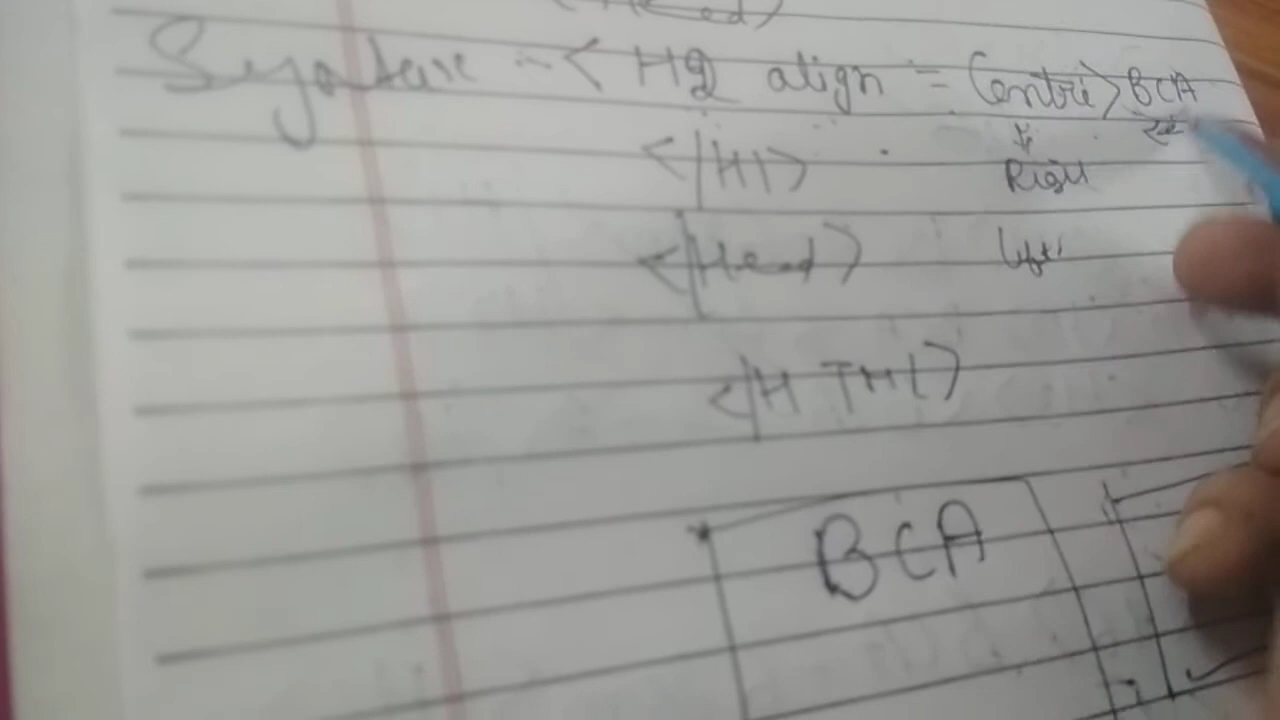 Syntax :- < H2 align = Centre> BCA
</H1> Right
</Head> left
</HTML>
BCA